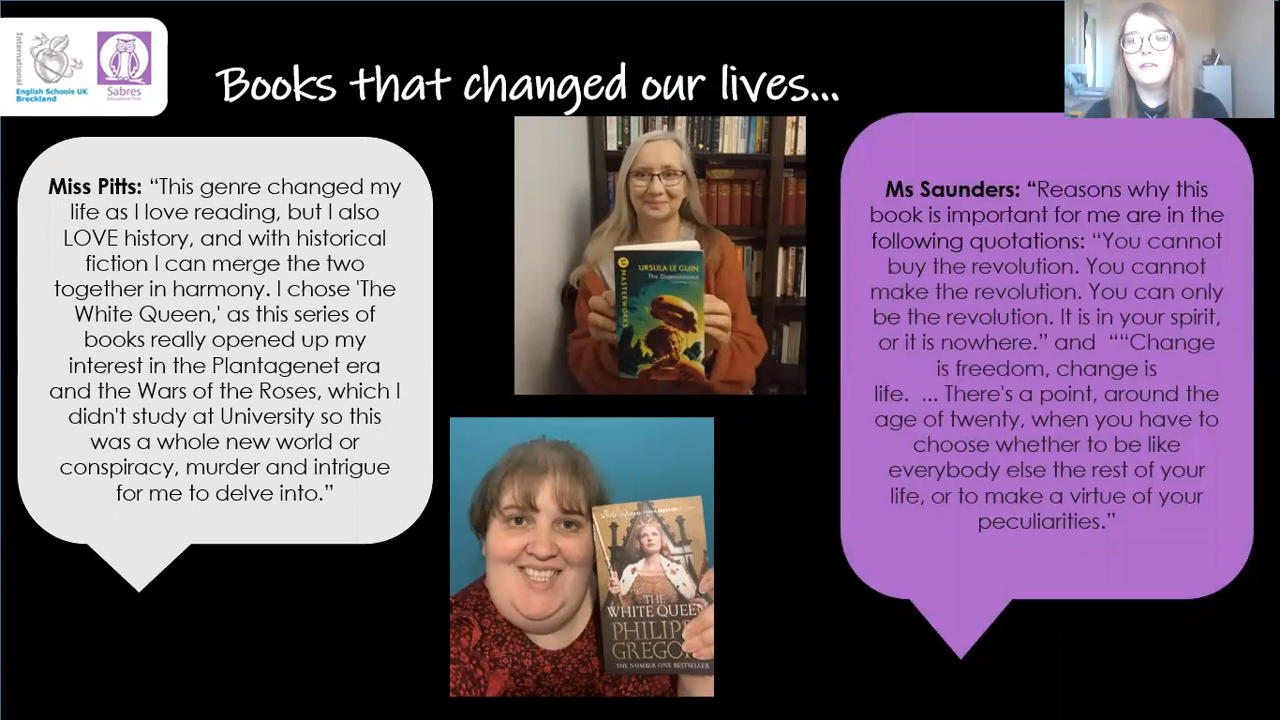 International
English Schools UK
Breckland
Sabres
Educational Trust
Books that changed our lives...
Miss Pitts: “This genre changed my
life as I love reading, but I also
LOVE history, and with historical
fiction I can merge the two
together in harmony. I chose 'The
White Queen,' as this series of
books really opened up my
interest in the Plantagenet era
and the Wars of the Roses, which I
didn't study at University so this
was a whole new world or
conspiracy, murder and intrigue
for me to delve into.”
MASTERWORKS
URSULA LE GUIN
The Dispossessed
THE
WHITE QUEEN
PHILIPP
GREGO
THE NUMBER ONE BESTSELLER
Ms Saunders: “Reasons why this
book is important for me are in the
following quotations: “You cannot
buy the revolution. You cannot
make the revolution. You can only
be the revolution. It is in your spirit,
or it is nowhere.” and ““Change
is freedom, change is
life. ... There's a point, around the
age of twenty, when you have to
choose whether to be like
everybody else the rest of your
life, or to make a virtue of your
peculiarities.”